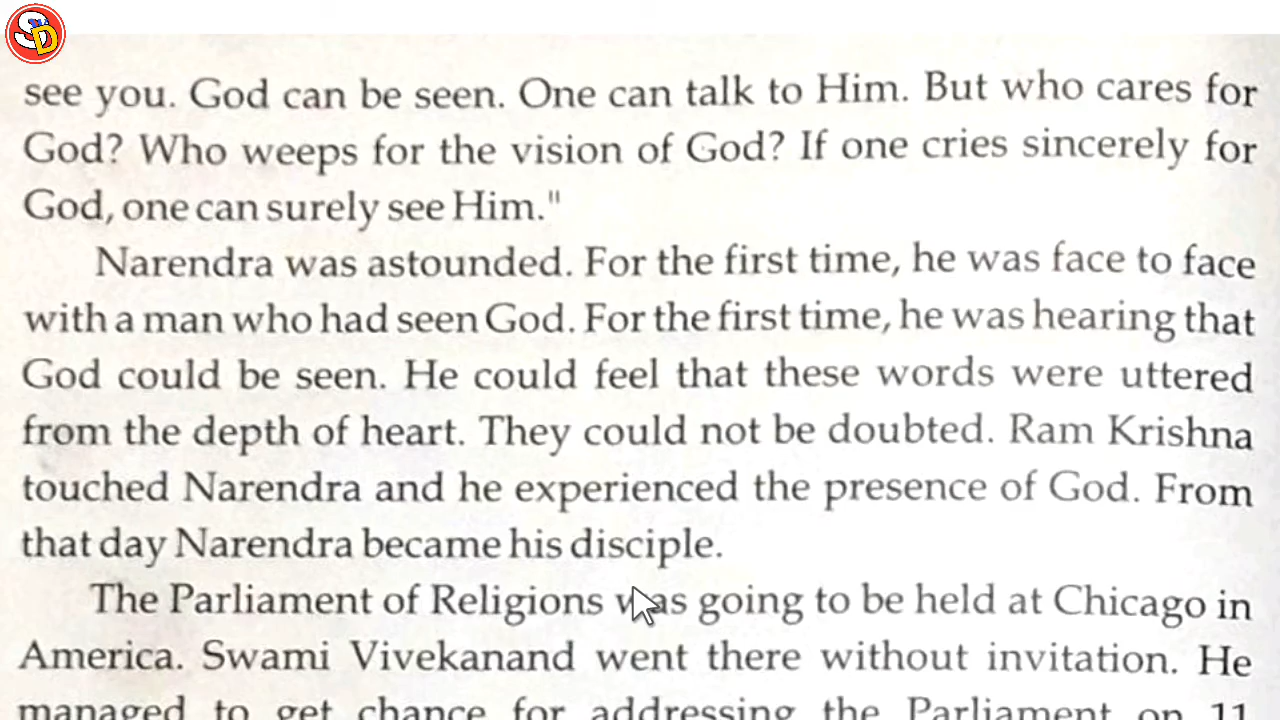 SD
see you. God can be seen. One can talk to Him. But who cares for
God? Who weeps for the vision of God? If one cries sincerely for
God, one can surely see Him."
Narendra was astounded. For the first time, he was face to face
with a man who had seen God. For the first time, he was hearing that
God could be seen. He could feel that these words were uttered
from the depth of heart. They could not be doubted. Ram Krishna
touched Narendra and he experienced the presence of God. From
that day Narendra became his disciple.
The Parliament of Religions was going to be held at Chicago in
America. Swami Vivekanand went there without invitation. He
managed to get chance for addressing the Parliament on 11